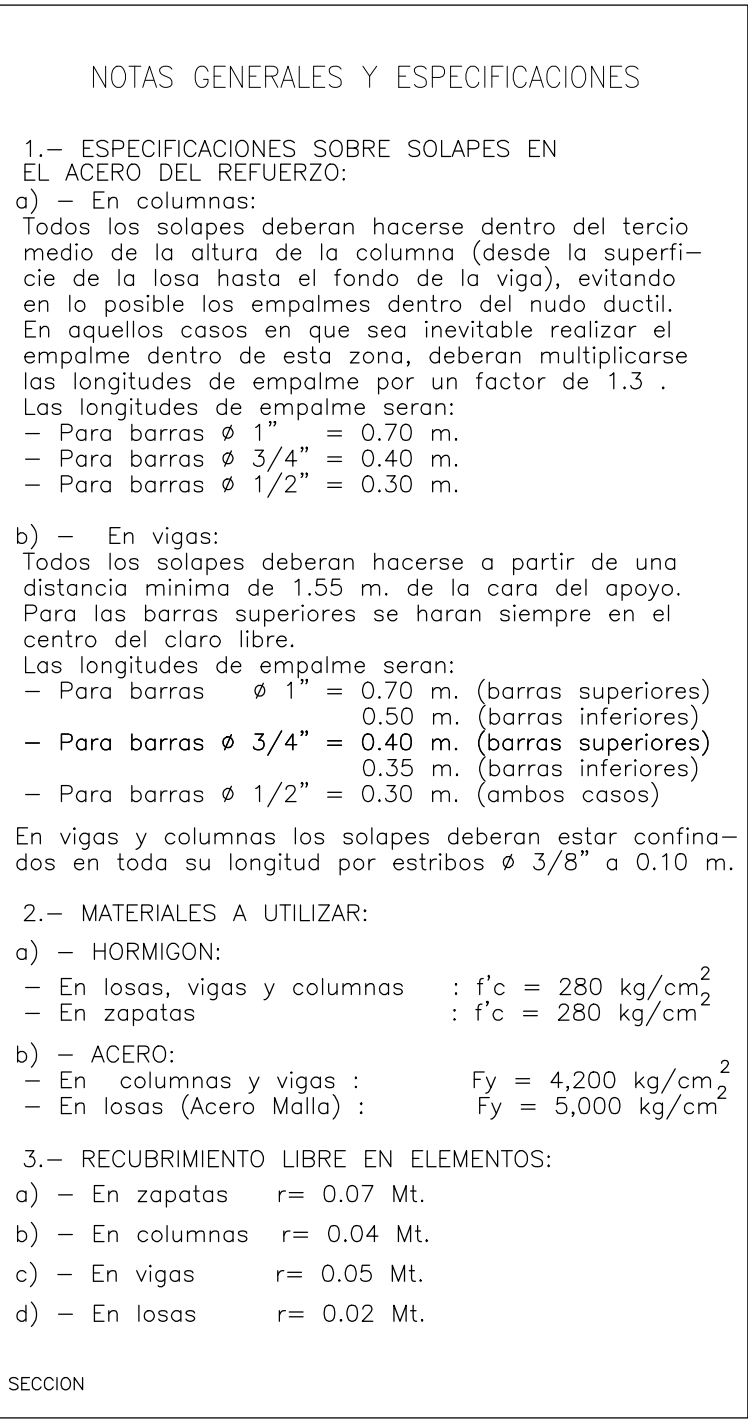 NOTAS GENERALES Y ESPECIFICACIONES
1.- ESPECIFICACIONES SOBRE SOLAPES EN
EL ACERO DEL REFUERZO:
a) - En columnas:
Todos los solapes deberan hacerse dentro del tercio
medio de la altura de la columna (desde la superfi-
cie de la losa hasta el fondo de la viga), evitando
en lo posible los empalmes dentro del nudo ductil.
En aquellos casos en que sea inevitable realizar el
empalme dentro de esta zona, deberan multiplicarse
las longitudes de empalme por un factor de 1.3 .
Las longitudes de empalme seran:
- Para barras ø 1" = 0.70 m.
- Para barras ø 3/4" = 0.40 m.
- Para barras ø 1/2" = 0.30 m.
b) - En vigas:
Todos los solapes deberan hacerse a partir de una
distancia minima de 1.55 m. de la cara del apoyo.
Para las barras superiores se haran siempre en el
centro del claro libre.
Las longitudes de empalme seran:
- Para barras ø 1" = 0.70 m. (barras superiores)
0.50 m. (barras inferiores)
- Para barras ø 3/4" = 0.40 m. (barras superiores)
0.35 m. (barras inferiores)
- Para barras ø 1/2" = 0.30 m. (ambos casos)
En vigas y columnas los solapes deberan estar confina-
dos en toda su longitud por estribos ø 3/8" a 0.10 m.
2.- MATERIALES A UTILIZAR:
a) - HORMIGON:
- En losas, vigas y columnas : f'c = 280 kg/cm²
- En zapatas : f'c = 280 kg/cm²
b) - ACERO:
- En columnas y vigas : Fy = 4,200 kg/cm²
- En losas (Acero Malla) : Fy = 5,000 kg/cm²
3.- RECUBRIMIENTO LIBRE EN ELEMENTOS:
a) - En zapatas r= 0.07 Mt.
b) - En columnas r= 0.04 Mt.
c) - En vigas r= 0.05 Mt.
d) - En losas r= 0.02 Mt.
SECCION